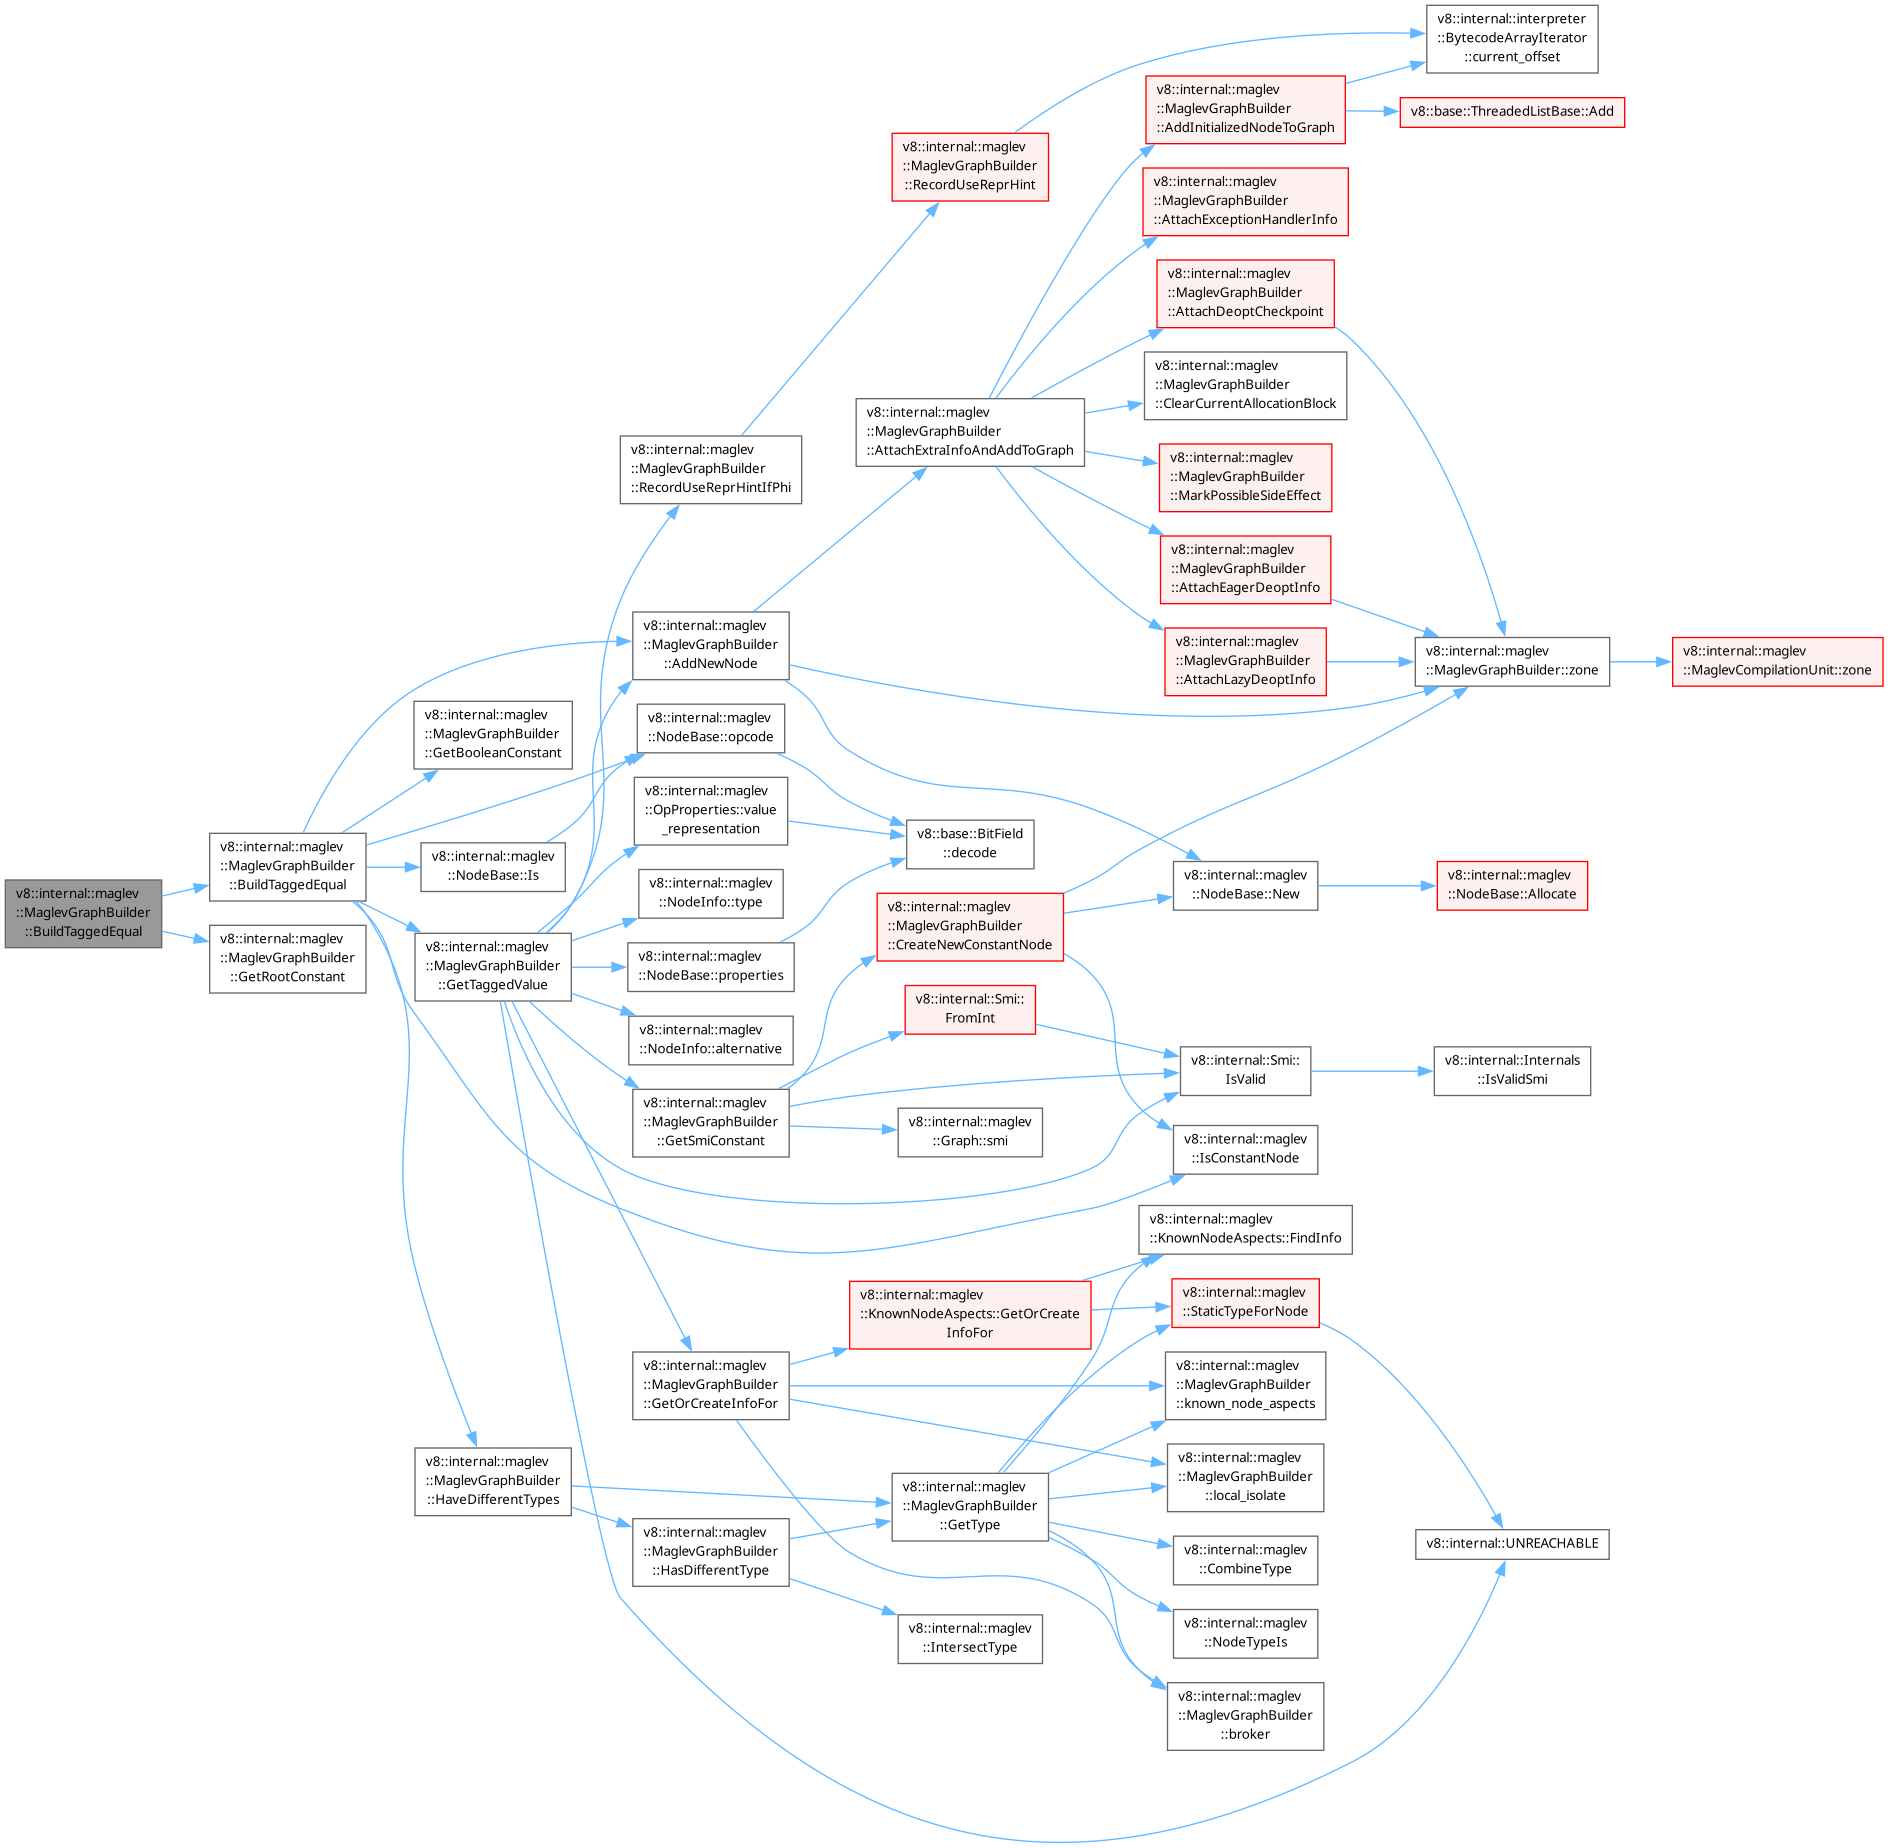 v8::internal::maglev
::MaglevGraphBuilder
::BuildTaggedEqual
v8::internal::maglev
::MaglevGraphBuilder
::BuildTaggedEqual
v8::internal::maglev
::MaglevGraphBuilder
::GetRootConstant
v8::internal::maglev
::MaglevGraphBuilder
::GetBooleanConstant
v8::internal::maglev
::NodeBase::Is
v8::internal::maglev
::MaglevGraphBuilder
::GetTaggedValue
v8::internal::maglev
::MaglevGraphBuilder
::HaveDifferentTypes
v8::internal::maglev
::MaglevGraphBuilder
::RecordUseReprHintIfPhi
v8::internal::maglev
::MaglevGraphBuilder
::AddNewNode
v8::internal::maglev
::NodeBase::opcode
v8::internal::maglev
::OpProperties::value
_representation
v8::internal::maglev
::NodeInfo::type
v8::internal::maglev
::NodeBase::properties
v8::internal::maglev
::NodeInfo::alternative
v8::internal::maglev
::MaglevGraphBuilder
::GetSmiConstant
v8::internal::maglev
::MaglevGraphBuilder
::GetOrCreateInfoFor
v8::internal::maglev
::MaglevGraphBuilder
::HasDifferentType
v8::internal::maglev
::MaglevGraphBuilder
::RecordUseReprHint
v8::internal::maglev
::MaglevGraphBuilder
::AttachExtraInfoAndAddToGraph
v8::base::BitField
::decode
v8::internal::maglev
::MaglevGraphBuilder
::CreateNewConstantNode
v8::internal::Smi::
FromInt
v8::internal::maglev
::Graph::smi
v8::internal::maglev
::KnownNodeAspects::GetOrCreate
InfoFor
v8::internal::maglev
::MaglevGraphBuilder
::GetType
v8::internal::maglev
::IntersectType
v8::internal::maglev
::MaglevGraphBuilder
::AddInitializedNodeToGraph
v8::internal::maglev
::MaglevGraphBuilder
::AttachExceptionHandlerInfo
v8::internal::maglev
::MaglevGraphBuilder
::AttachDeoptCheckpoint
v8::internal::maglev
::MaglevGraphBuilder
::ClearCurrentAllocationBlock
v8::internal::maglev
::MaglevGraphBuilder
::MarkPossibleSideEffect
v8::internal::maglev
::MaglevGraphBuilder
::AttachEagerDeoptInfo
v8::internal::maglev
::MaglevGraphBuilder
::AttachLazyDeoptInfo
v8::internal::maglev
::NodeBase::New
v8::internal::Smi::
IsValid
v8::internal::maglev
::IsConstantNode
v8::internal::maglev
::KnownNodeAspects::FindInfo
v8::internal::maglev
::StaticTypeForNode
v8::internal::maglev
::MaglevGraphBuilder
::known_node_aspects
v8::internal::maglev
::MaglevGraphBuilder
::local_isolate
v8::internal::maglev
::CombineType
v8::internal::maglev
::NodeTypeIs
v8::internal::maglev
::MaglevGraphBuilder
::broker
v8::internal::interpreter
::BytecodeArrayIterator
::current_offset
v8::base::ThreadedListBase::Add
v8::internal::maglev
::MaglevGraphBuilder::zone
v8::internal::maglev
::NodeBase::Allocate
v8::internal::Internals
::IsValidSmi
v8::internal::UNREACHABLE
v8::internal::maglev
::MaglevCompilationUnit::zone